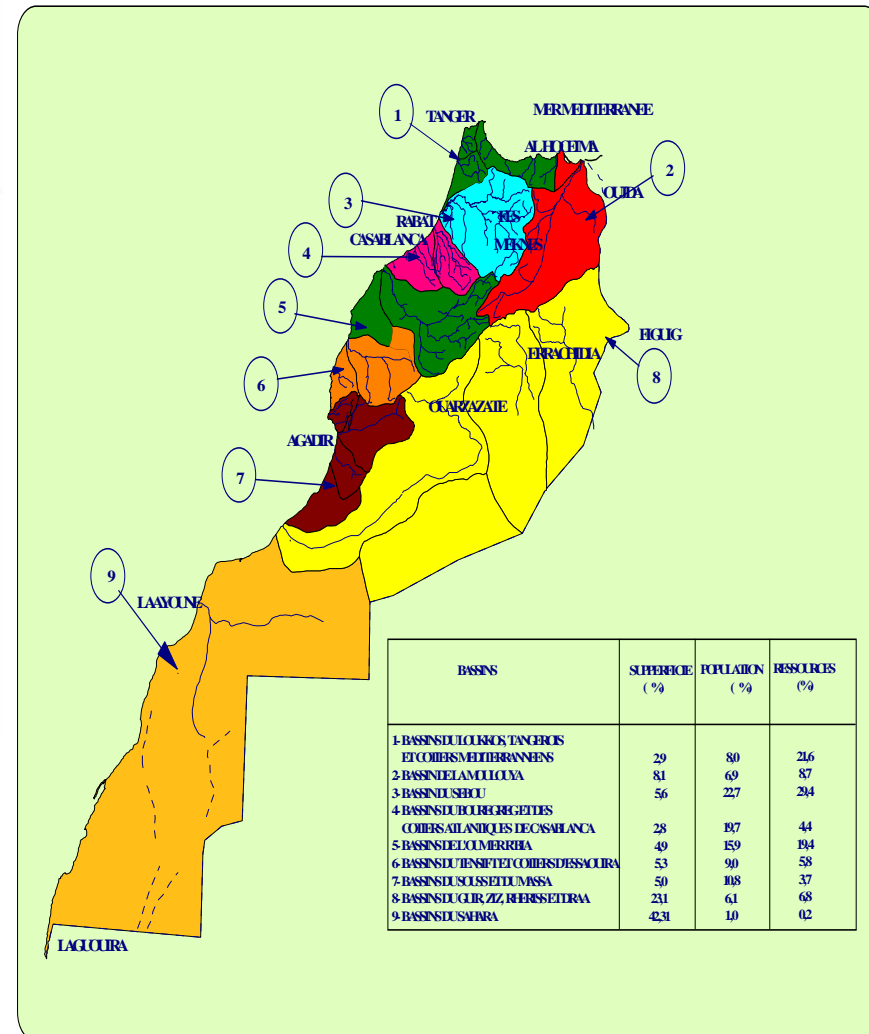 1
TANGER
MER MEDITERRANEE
AL HOCEIMA
2
OUJDA
3
RABAT
FES
CASABLANCA
MEKNES
4
5
ERRACHIDIA
FIGUIG
6
8
OUARZAZATE
AGADIR
7
9
LAAYOUNE
LAGUOUIRA
BASSINS SUPPERFICIE POPULATION RESSOURCES
( %) ( %) (%)
1- BASSINS DU LOUKKOS, TANGEROIS
ET COTIERS MEDITERRANNEENS 2,9 8,0 21,6
2- BASSIN DE LA MOULOUYA 8,1 6,9 8,7
3- BASSIN DU SEBOU 5,6 22,7 29,4
4- BASSINS DU BOUREGREG ET DES
COTIERS ATLANTIQUES DE CASABLANCA 2,8 19,7 4,4
5- BASSINS DE L'OUM ER RBIA 4,9 15,9 19,4
6- BASSINS DU TENSIFT ET COTIERS D'ESSAOUIRA 5,3 9,0 5,8
7- BASSINS DU SOUSS ET DU MASSA 5,0 10,8 3,7
8- BASSINS DU GUIR, ZIZ, RHERISS ET DRAA 23,1 6,1 6,8
9- BASSINS DU SAHARA 42,31 1,0 0,2